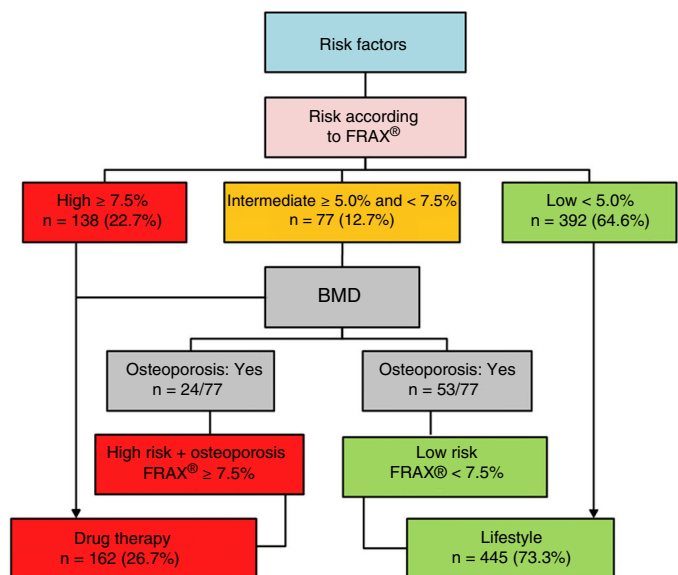 Risk factors
Risk according
to FRAX®
High ≥ 7.5%
n = 138 (22.7%)
Intermediate ≥ 5.0% and < 7.5%
n = 77 (12.7%)
Low < 5.0%
n = 392 (64.6%)
BMD
Osteoporosis: Yes
n = 24/77
Osteoporosis: Yes
n = 53/77
High risk + osteoporosis
FRAX® ≥ 7.5%
Low risk
FRAX® < 7.5%
Drug therapy
n = 162 (26.7%)
Lifestyle
n = 445 (73.3%)